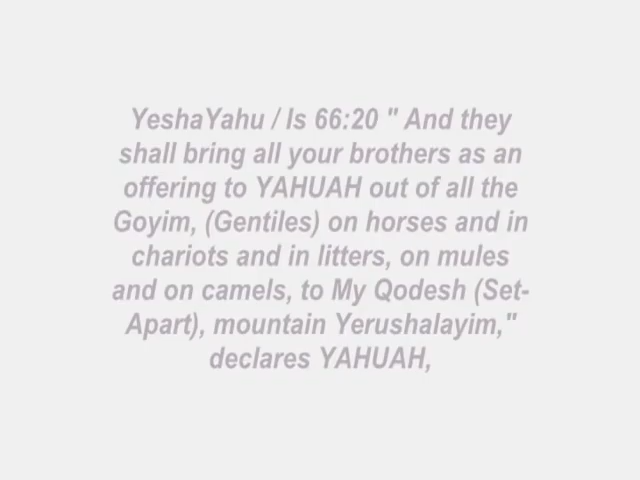 YeshaYahu / Is 66:20 " And they
shall bring all your brothers as an
offering to YAHUAH out of all the
Goyim, (Gentiles) on horses and in
chariots and in litters, on mules
and on camels, to My Qodesh (Set-
Apart), mountain Yerushalayim,"
declares YAHUAH,